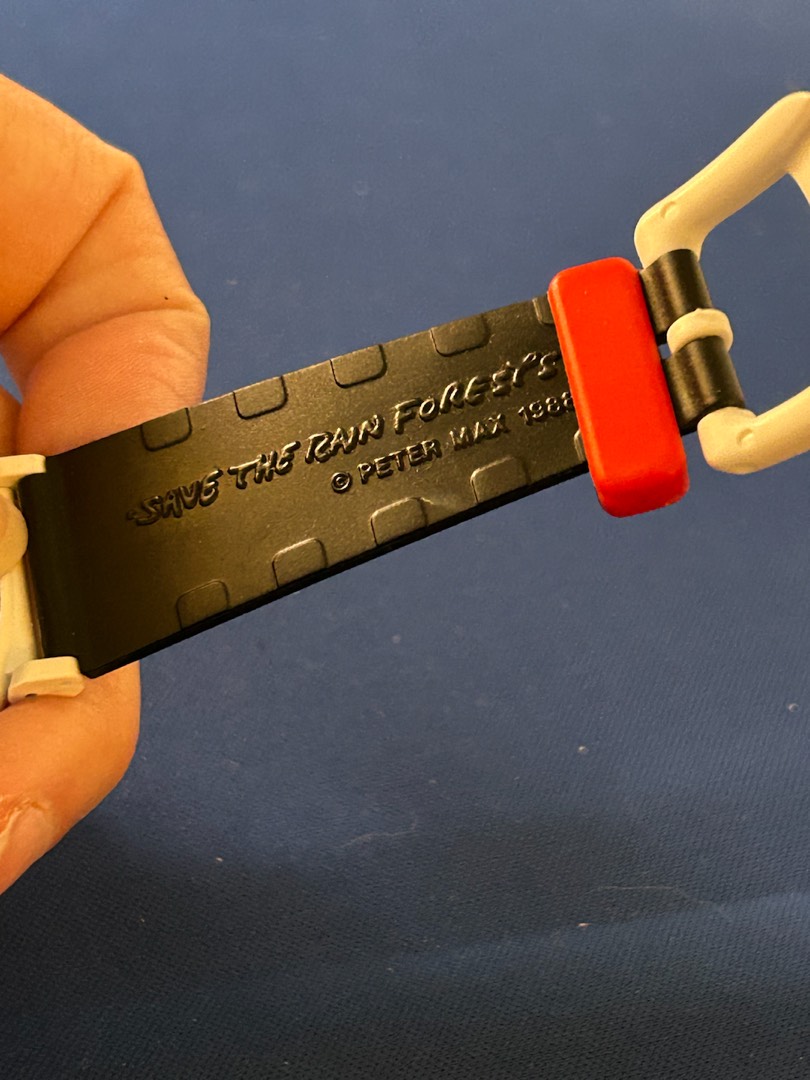 SAVE THE RAIN FOREST'S
© PETER MAX 1988